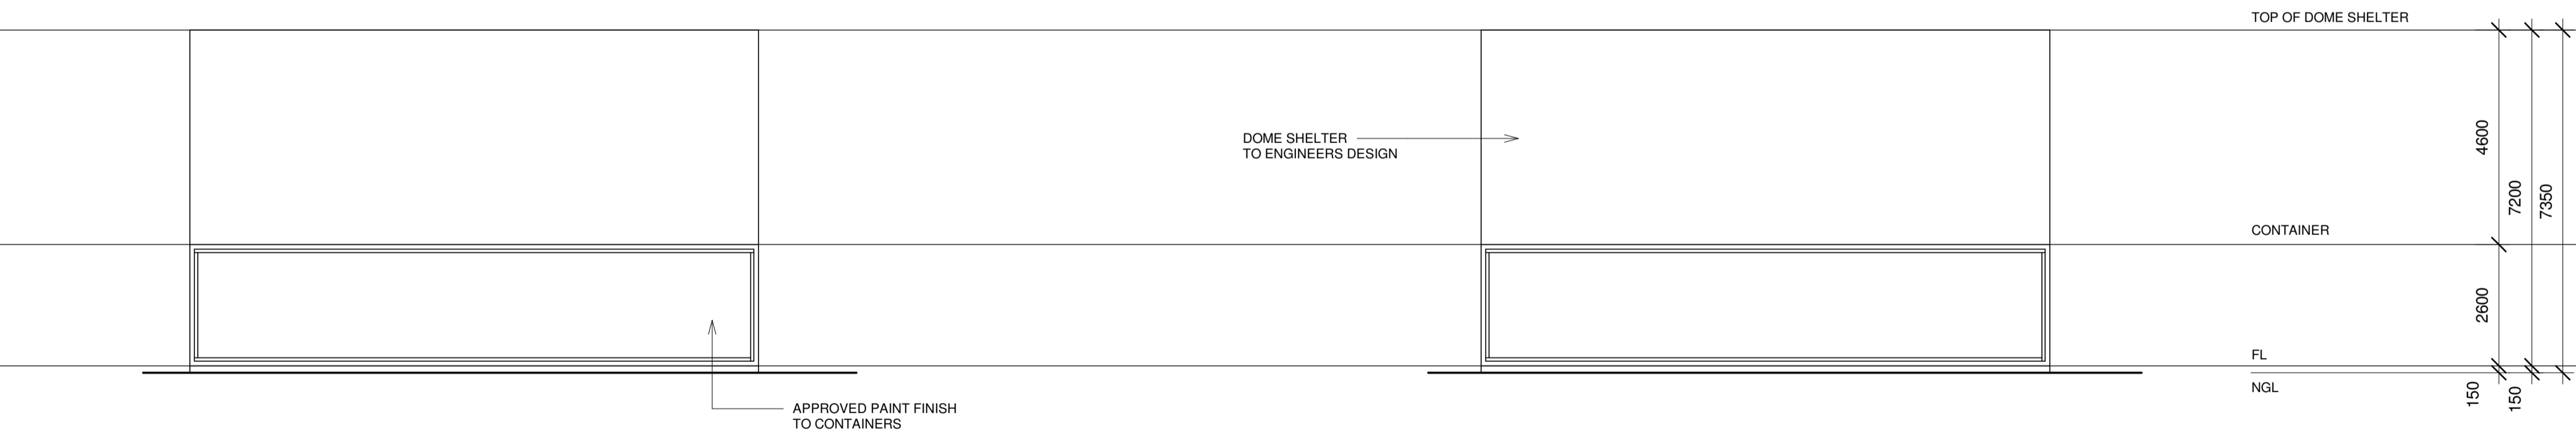 TOP OF DOME SHELTER
DOME SHELTER
TO ENGINEERS DESIGN
4600
7200
7350
CONTAINER
2600
FL
NGL
150
150
APPROVED PAINT FINISH
TO CONTAINERS